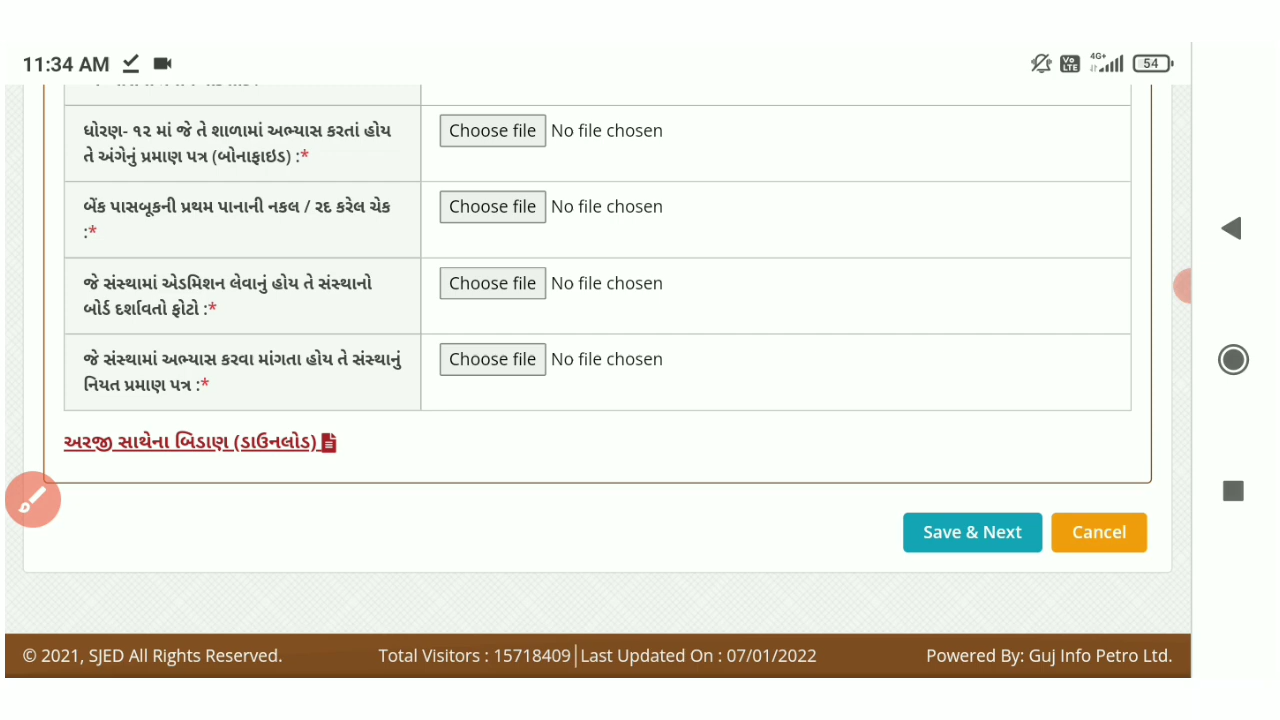 11:34 AM
Vo LTE 4G+ 54
ધોરણ- ૧૨ માં જે તે શાળામાં અભ્યાસ કરતાં હોય
તે અંગેનું પ્રમાણ પત્ર (બોનાફાઇડ) :*
Choose file No file chosen
બેંક પાસબૂકની પ્રથમ પાનાની નકલ / રદ કરેલ ચેક
:*
Choose file No file chosen
જે સંસ્થામાં એડમિશન લેવાનું હોય તે સંસ્થાનો
બોર્ડ દર્શાવતો ફોટો :*
Choose file No file chosen
જે સંસ્થામાં અભ્યાસ કરવા માંગતા હોય તે સંસ્થાનું
નિયત પ્રમાણ પત્ર :*
Choose file No file chosen
અરજી સાથેના બિડાણ (ડાઉનલોડ)
Save & Next Cancel
© 2021, SJED All Rights Reserved. Total Visitors : 15718409 | Last Updated On : 07/01/2022 Powered By: Guj Info Petro Ltd.